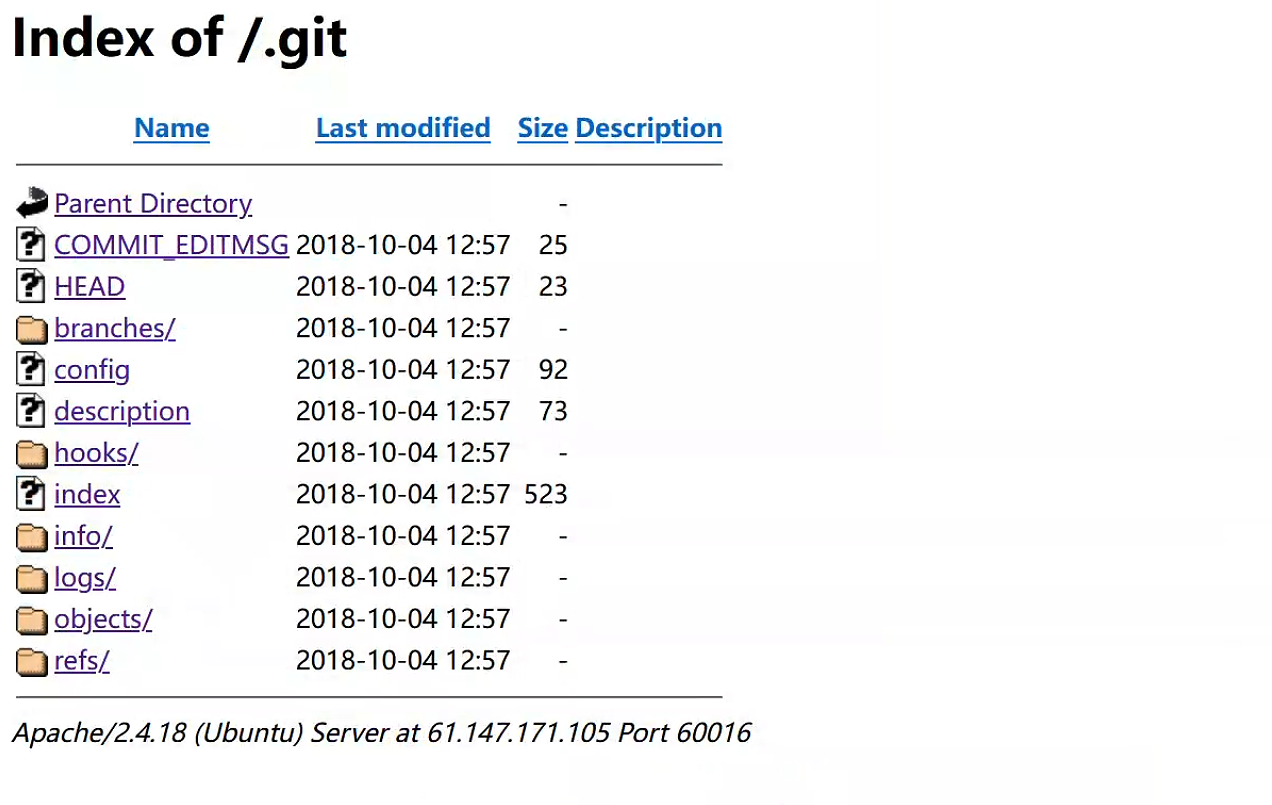 Index of /.git
Name Last modified Size Description
Parent Directory -
COMMIT_EDITMSG 2018-10-04 12:57 25
HEAD 2018-10-04 12:57 23
branches/ 2018-10-04 12:57 -
config 2018-10-04 12:57 92
description 2018-10-04 12:57 73
hooks/ 2018-10-04 12:57 -
index 2018-10-04 12:57 523
info/ 2018-10-04 12:57 -
logs/ 2018-10-04 12:57 -
objects/ 2018-10-04 12:57 -
refs/ 2018-10-04 12:57 -
Apache/2.4.18 (Ubuntu) Server at 61.147.171.105 Port 60016